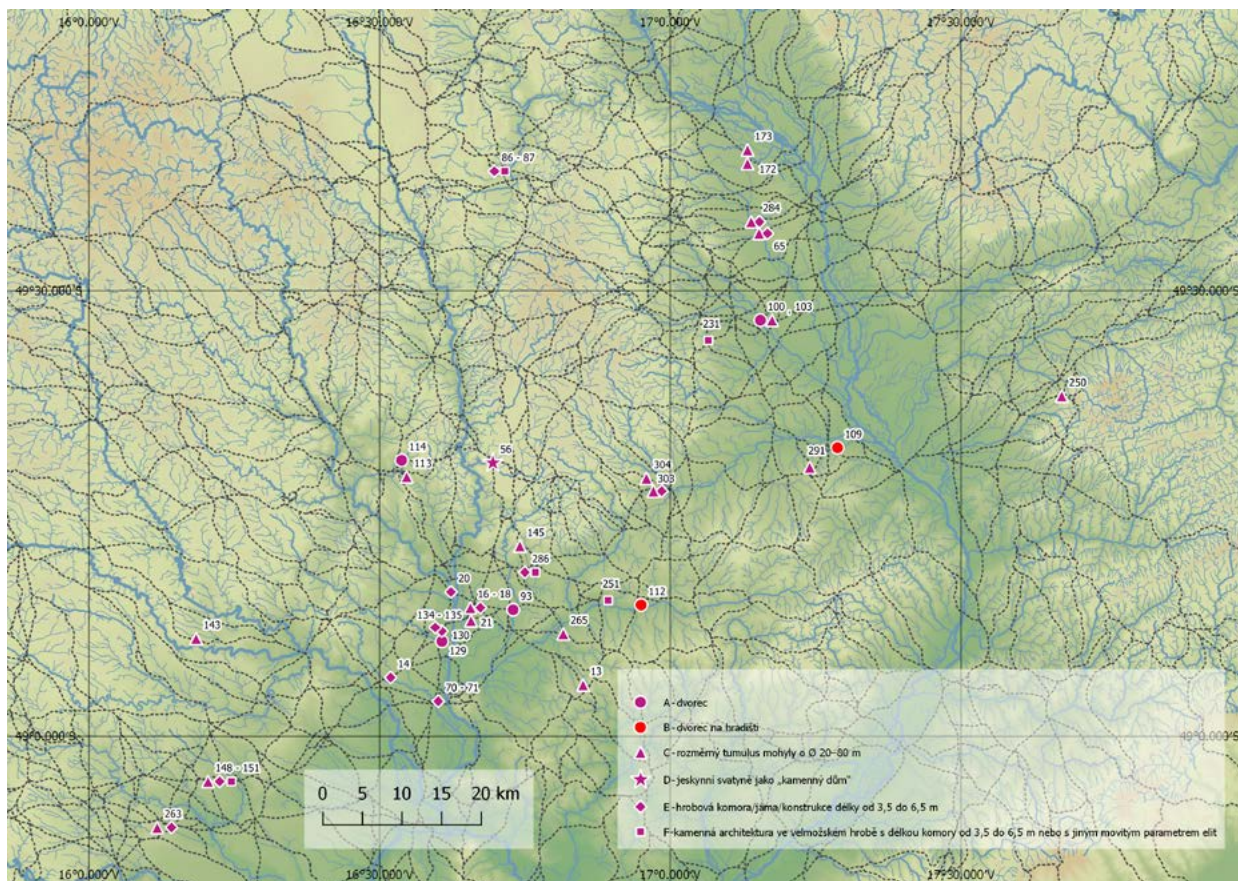 16°0.000'V 16°30.000'V 17°0.000'V 17°30.000'V
173
172
86 - 87
284
65
49°30.000'S 49°30.000'S
100, 103
231
250
109
291
114
113
56
304
303
145
286
20
16 - 18
93
251
112
134 - 135
21
130
129
265
143
14
13
70 - 71
A-dvorec
B-dvorec na hradišti
49°0.000'S 49°0.000'S
C-rozměrný tumulus mohyly o Ø 20–80 m
148 - 151
D-jeskynní svatyně jako „kamenný dům"
0 5 10 15 20 km
E-hrobová komora/jáma/konstrukce délky od 3,5 do 6,5 m
263
F-kamenná architektura ve velmožském hrobě s délkou komory od 3,5 do 6,5 m nebo s jiným movitým parametrem elit
16°0.000'V 16°30.000'V 17°0.000'V 17°30.000'V